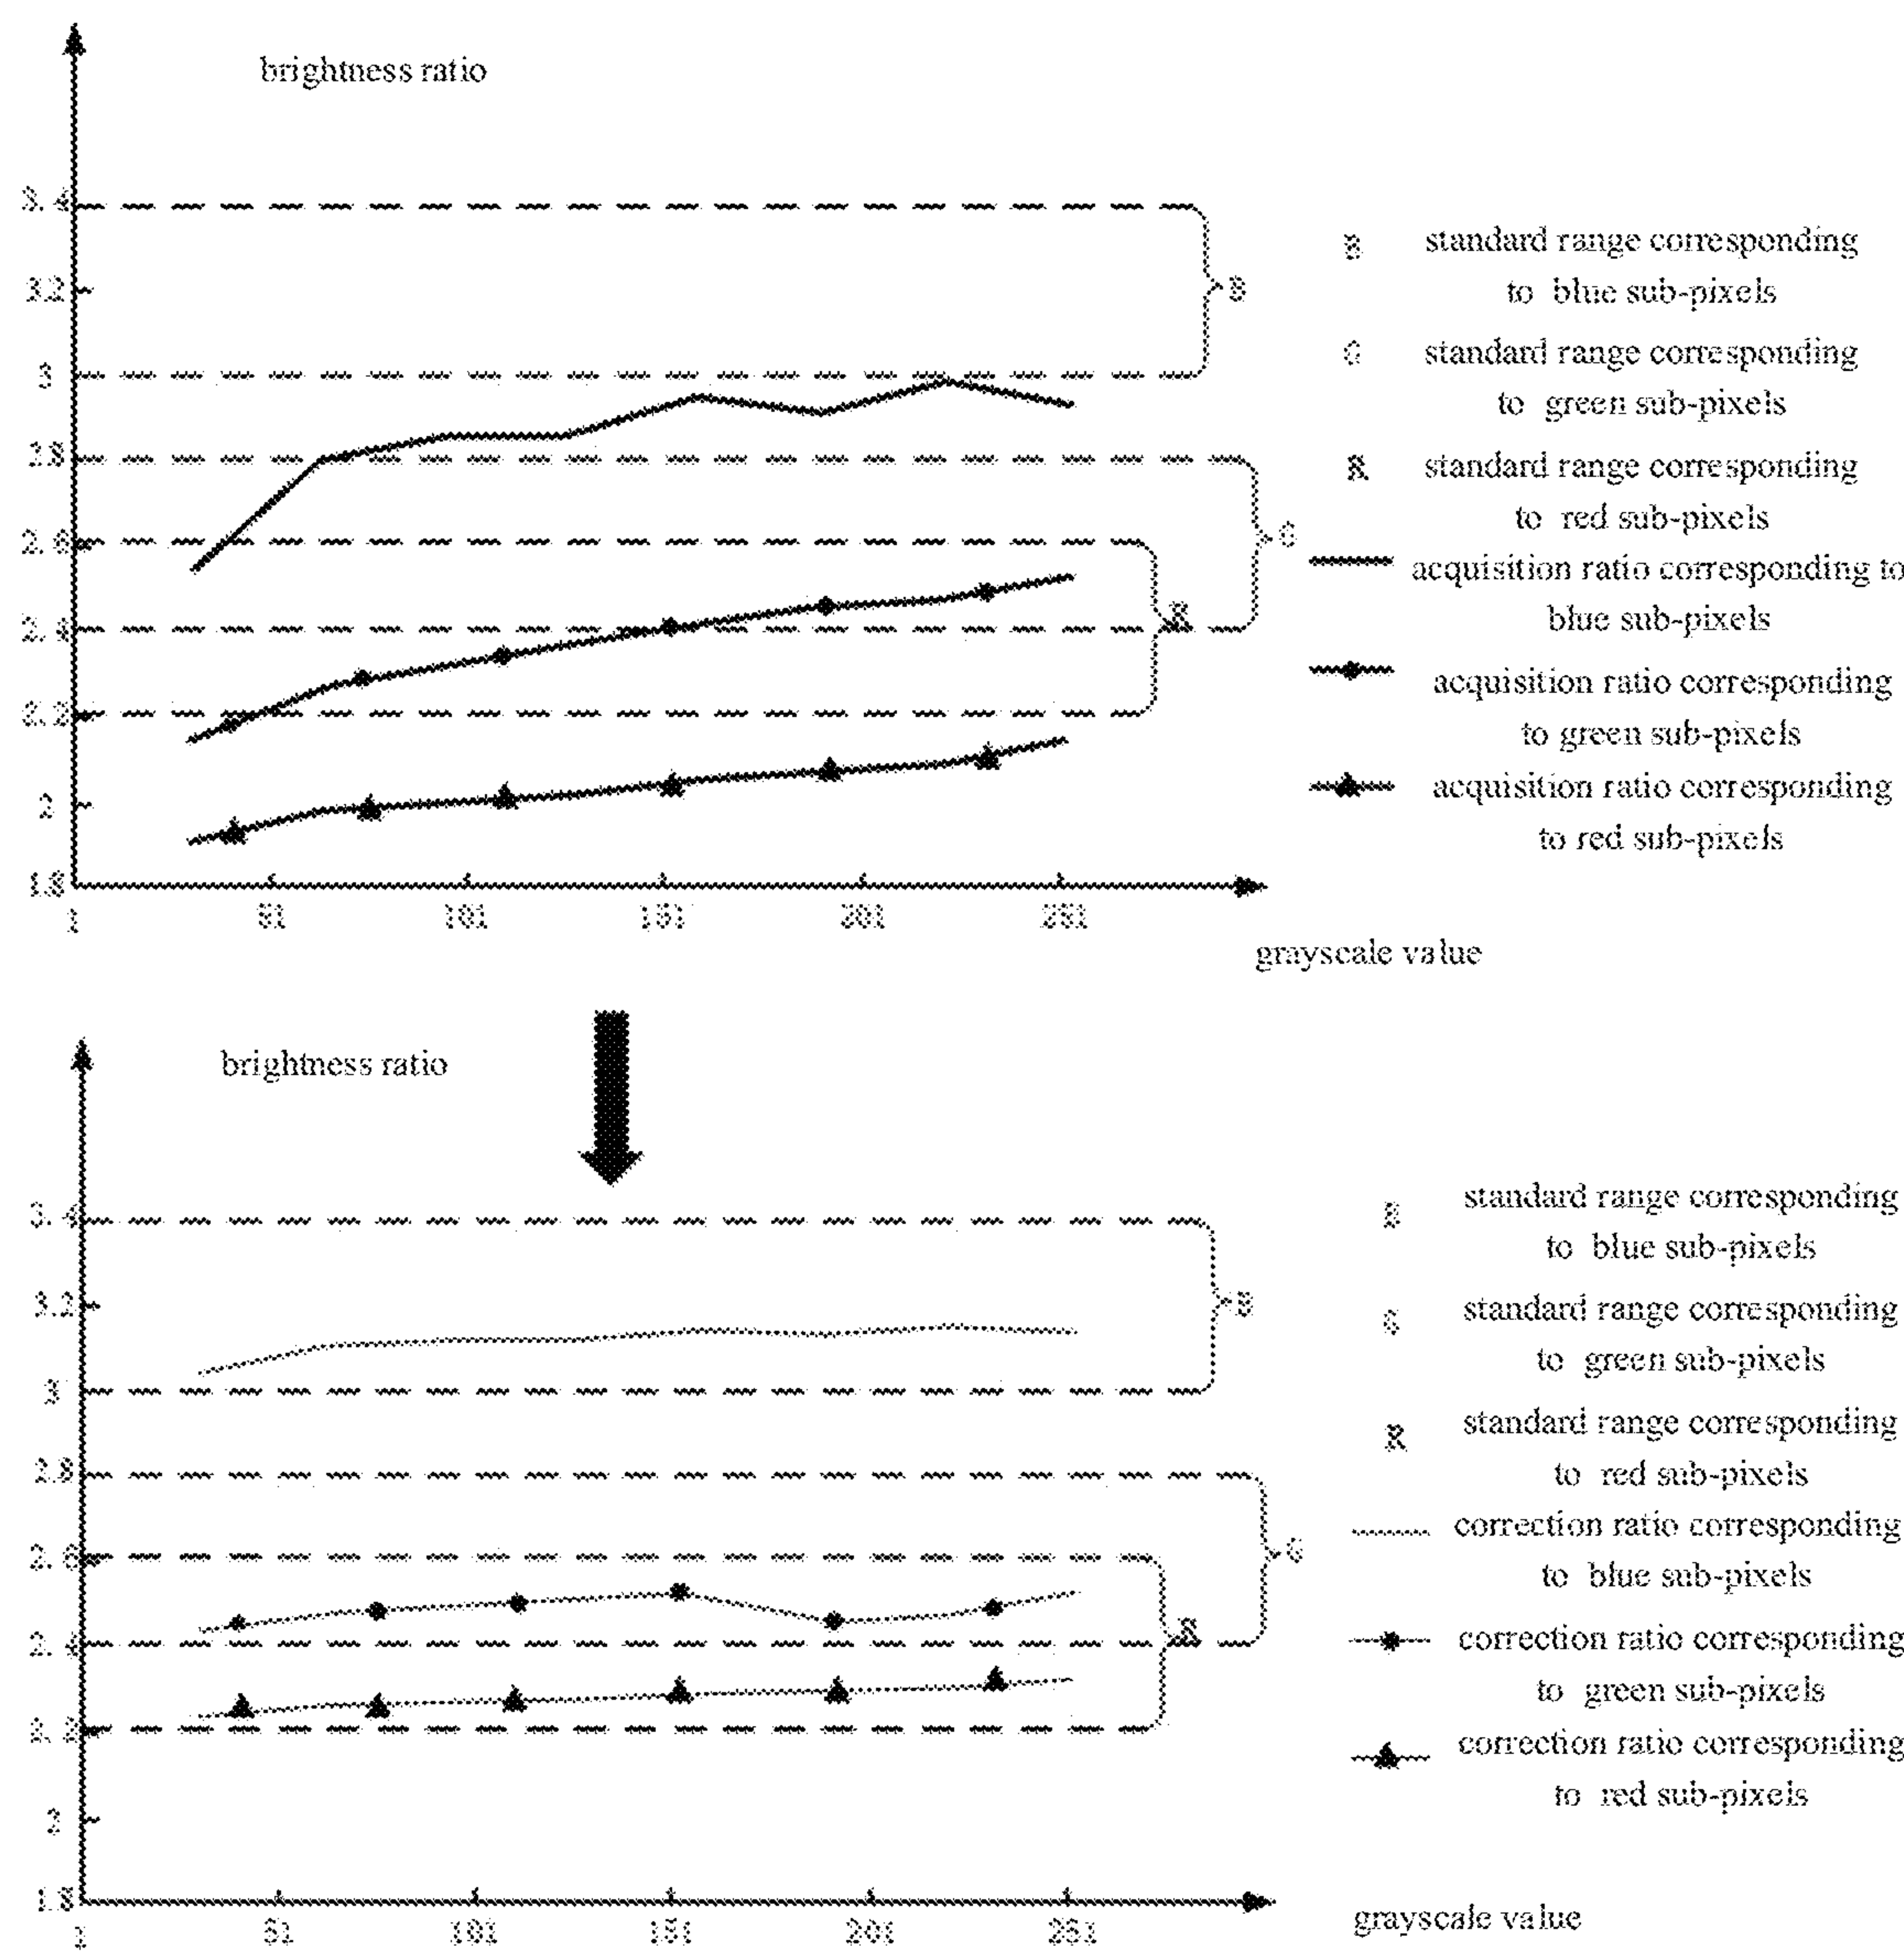 brightness ratio
3.4
3.2
3
2.8
2.6
2.4
2.2
2
1.8
1
51
101
151
201
251
grayscale value
B
G
R
B standard range corresponding
to blue sub-pixels
G standard range corresponding
to green sub-pixels
R standard range corresponding
to red sub-pixels
acquisition ratio corresponding to
blue sub-pixels
acquisition ratio corresponding
to green sub-pixels
acquisition ratio corresponding
to red sub-pixels
brightness ratio
3.4
3.2
3
2.8
2.6
2.4
2.2
2
1.8
1
51
101
151
201
251
grayscale value
B
G
R
B standard range corresponding
to blue sub-pixels
G standard range corresponding
to green sub-pixels
R standard range corresponding
to red sub-pixels
correction ratio corresponding
to blue sub-pixels
correction ratio corresponding
to green sub-pixels
correction ratio corresponding
to red sub-pixels